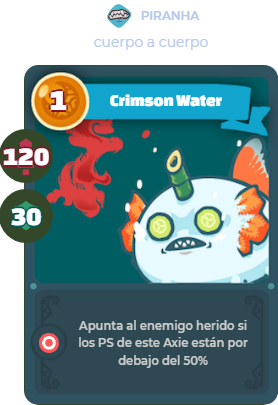 PIRANHA
cuerpo a cuerpo
1
Crimson Water
120
30
Apunta al enemigo herido si
los PS de este Axie están por
debajo del 50%